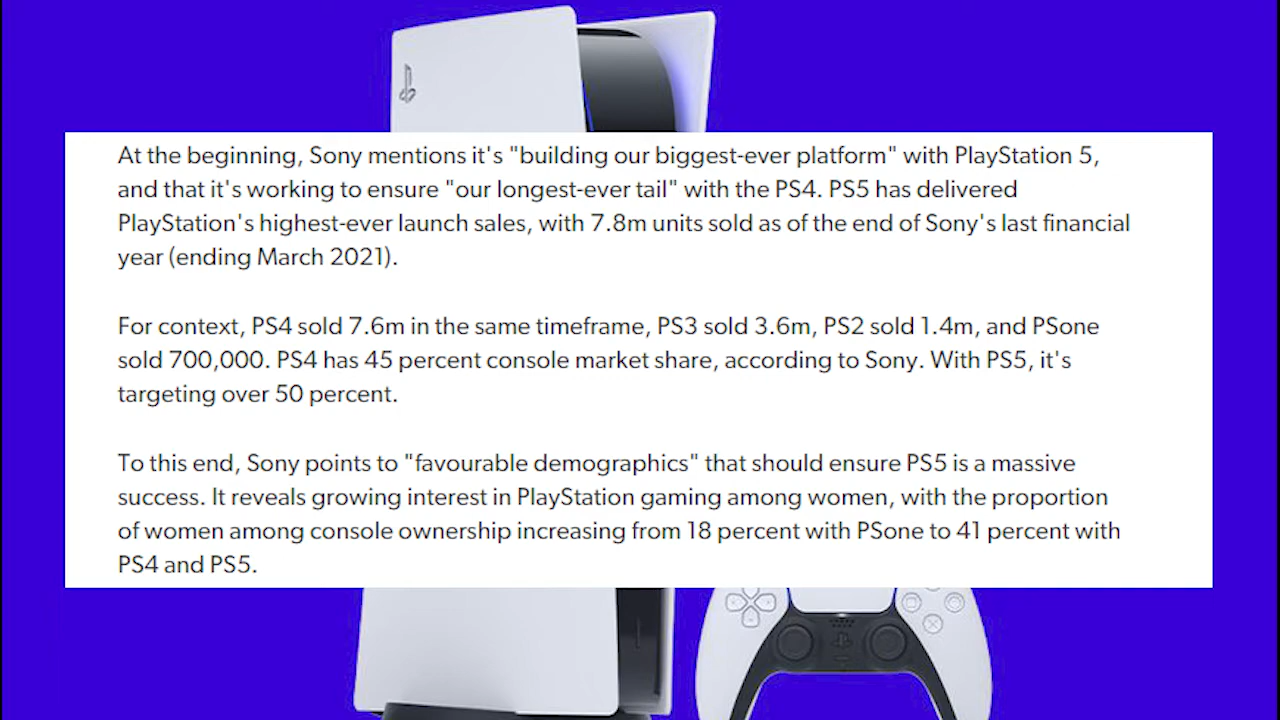 At the beginning, Sony mentions it's "building our biggest-ever platform" with PlayStation 5,
and that it's working to ensure "our longest-ever tail" with the PS4. PS5 has delivered
PlayStation's highest-ever launch sales, with 7.8m units sold as of the end of Sony's last financial
year (ending March 2021).
For context, PS4 sold 7.6m in the same timeframe, PS3 sold 3.6m, PS2 sold 1.4m, and PSone
sold 700,000. PS4 has 45 percent console market share, according to Sony. With PS5, it's
targeting over 50 percent.
To this end, Sony points to "favourable demographics" that should ensure PS5 is a massive
success. It reveals growing interest in PlayStation gaming among women, with the proportion
of women among console ownership increasing from 18 percent with PSone to 41 percent with
PS4 and PS5.